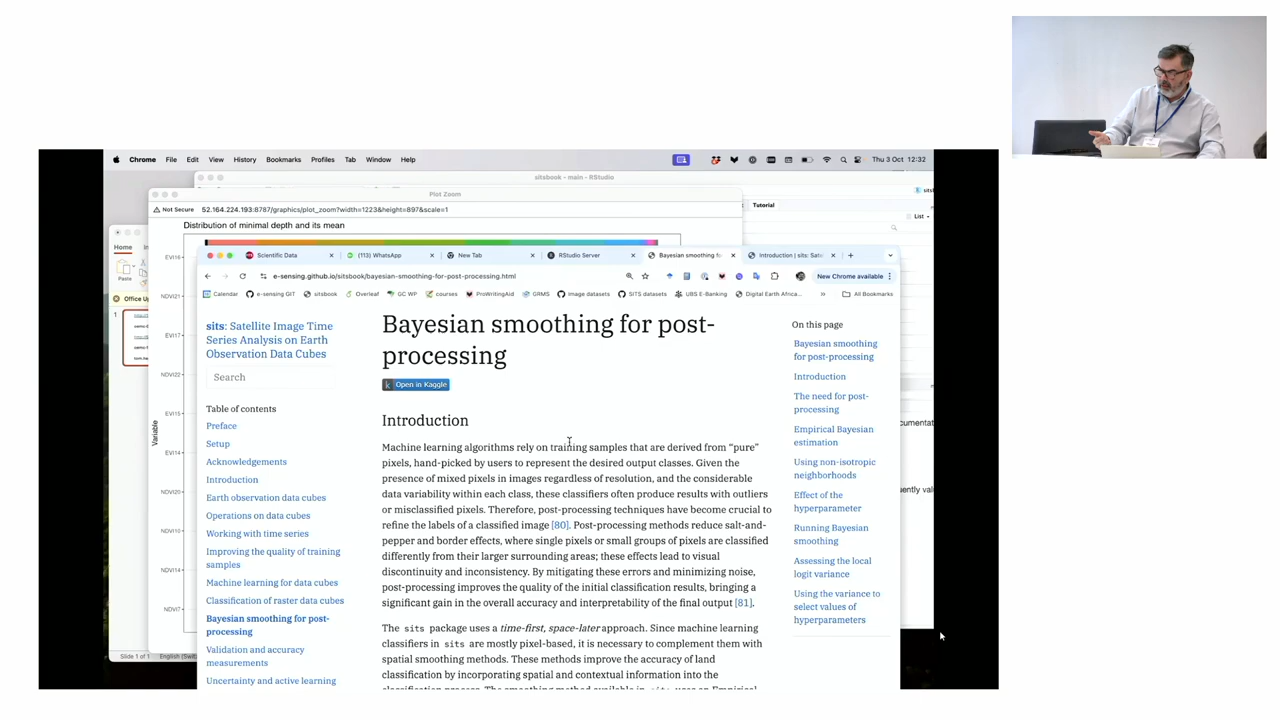 Chrome File Edit View History Bookmarks Profiles Tab Window Help Thu 3 Oct 12:32
sitsbook - main - RStudio
Plot Zoom
Not Secure 52.164.224.193:8787/graphics/plot_zoom?width=1223&height=897&scale=1
Tutorial
List
Distribution of minimal depth and its mean
Home
Paste
Office Up
1
EVI16
NDVI21
EVI17
NDVI22
EVI15
EVI14
NDVI20
NDVI10
NDVI14
NDVI7
Variable
Slide 1 of 1 English
Scientific Data
(113) WhatsApp
New Tab
RStudio Server
Bayesian smoothing fo
Introduction | sits: Sate
e-sensing.github.io/sitsbook/bayesian-smoothing-for-post-processing.html
New Chrome available
Calendar e-sensing GIT sitsbook Overleaf GC WP courses ProWritingAid GRMS Image datasets SITS datasets UBS E-Banking Digital Earth Africa... All Bookmarks
sits: Satellite Image Time
Series Analysis on Earth
Observation Data Cubes
Search
Table of contents
Preface
Setup
Acknowledgements
Introduction
Earth observation data cubes
Operations on data cubes
Working with time series
Improving the quality of training
samples
Machine learning for data cubes
Classification of raster data cubes
Bayesian smoothing for post-
processing
Validation and accuracy
measurements
Uncertainty and active learning
Bayesian smoothing for post-
processing
Open in Kaggle
Introduction
Machine learning algorithms rely on training samples that are derived from “pure”
pixels, hand-picked by users to represent the desired output classes. Given the
presence of mixed pixels in images regardless of resolution, and the considerable
data variability within each class, these classifiers often produce results with outliers
or misclassified pixels. Therefore, post-processing techniques have become crucial to
refine the labels of a classified image [80]. Post-processing methods reduce salt-and-
pepper and border effects, where single pixels or small groups of pixels are classified
differently from their larger surrounding areas; these effects lead to visual
discontinuity and inconsistency. By mitigating these errors and minimizing noise,
post-processing improves the quality of the initial classification results, bringing a
significant gain in the overall accuracy and interpretability of the final output [81].
The sits package uses a time-first, space-later approach. Since machine learning
classifiers in sits are mostly pixel-based, it is necessary to complement them with
spatial smoothing methods. These methods improve the accuracy of land
classification by incorporating spatial and contextual information into the
On this page
Bayesian smoothing
for post-processing
Introduction
The need for post-
processing
Empirical Bayesian
estimation
Using non-isotropic
neighborhoods
Effect of the
hyperparameter
Running Bayesian
smoothing
Assessing the local
logit variance
Using the variance to
select values of
hyperparameters